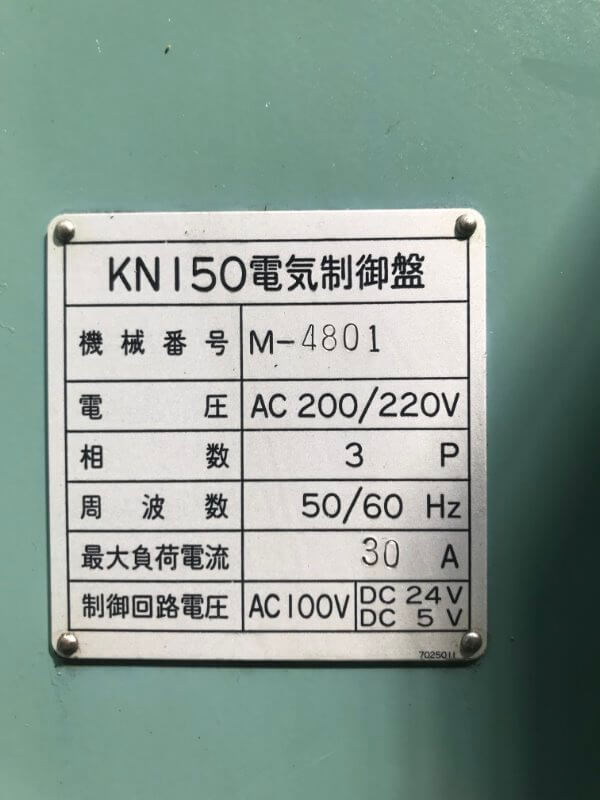 KN150電気制御盤
機械番号 M-4801
電圧 AC 200/220V
相数 3 P
周波数 50/60 Hz
最大負荷電流 30 A
制御回路電圧 AC100V DC 24V
DC 5V
7025011